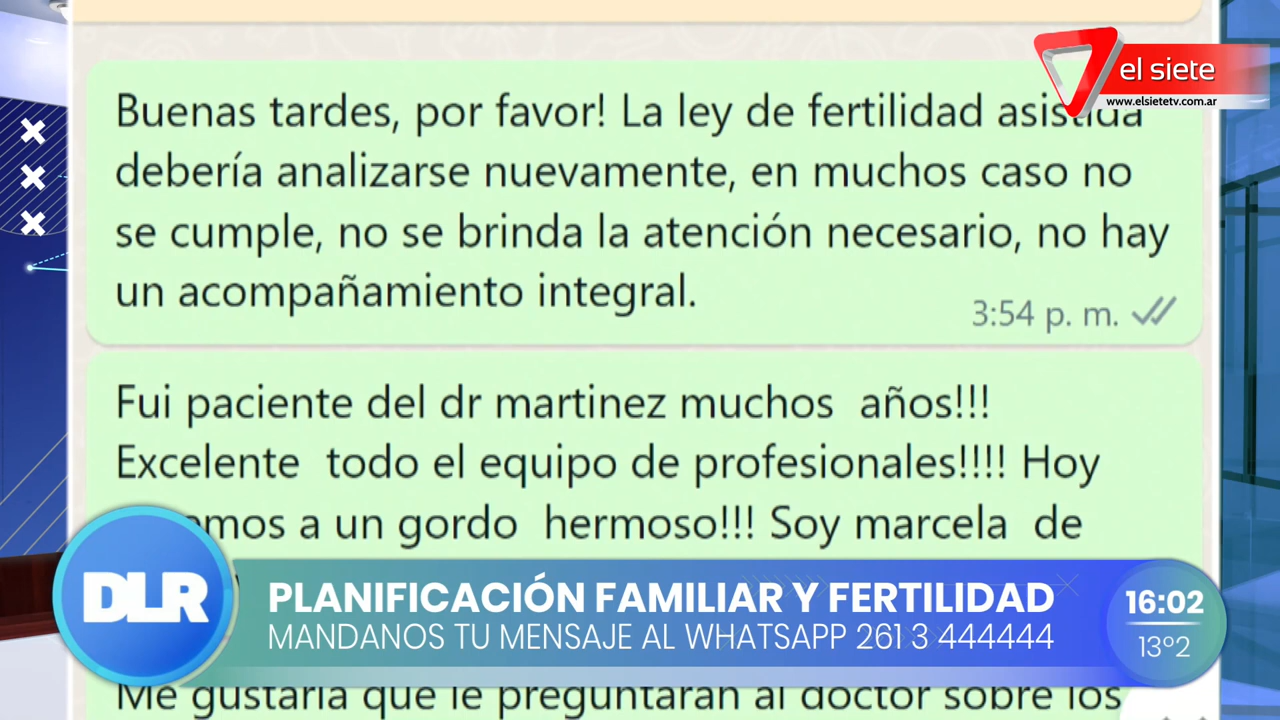 el siete
www.elsietetv.com.ar
Buenas tardes, por favor! La ley de fertilidad asistida
debería analizarse nuevamente, en muchos caso no
se cumple, no se brinda la atención necesario, no hay
un acompañamiento integral.
3:54 p. m.
Fui paciente del dr martinez muchos años!!!
Excelente todo el equipo de profesionales!!!! Hoy
a un gordo hermoso!!! Soy marcela de
DLR
PLANIFICACIÓN FAMILIAR Y FERTILIDAD
MANDANOS TU MENSAJE AL WHATSAPP 261 3 444444
16:02
13º2
Me gustaría que le preguntaran al doctor sobre los